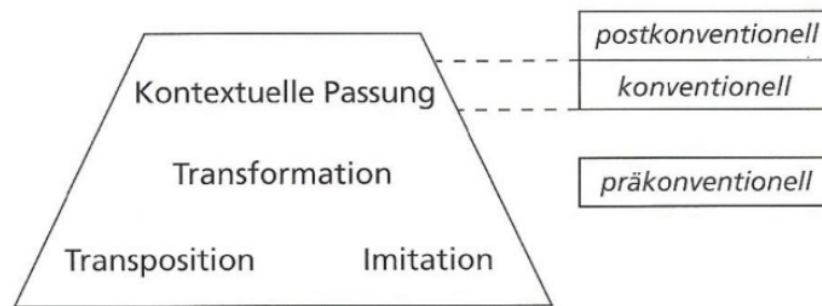 postkonventionell
Kontextuelle Passung
konventionell
Transformation
präkonventionell
Transposition Imitation